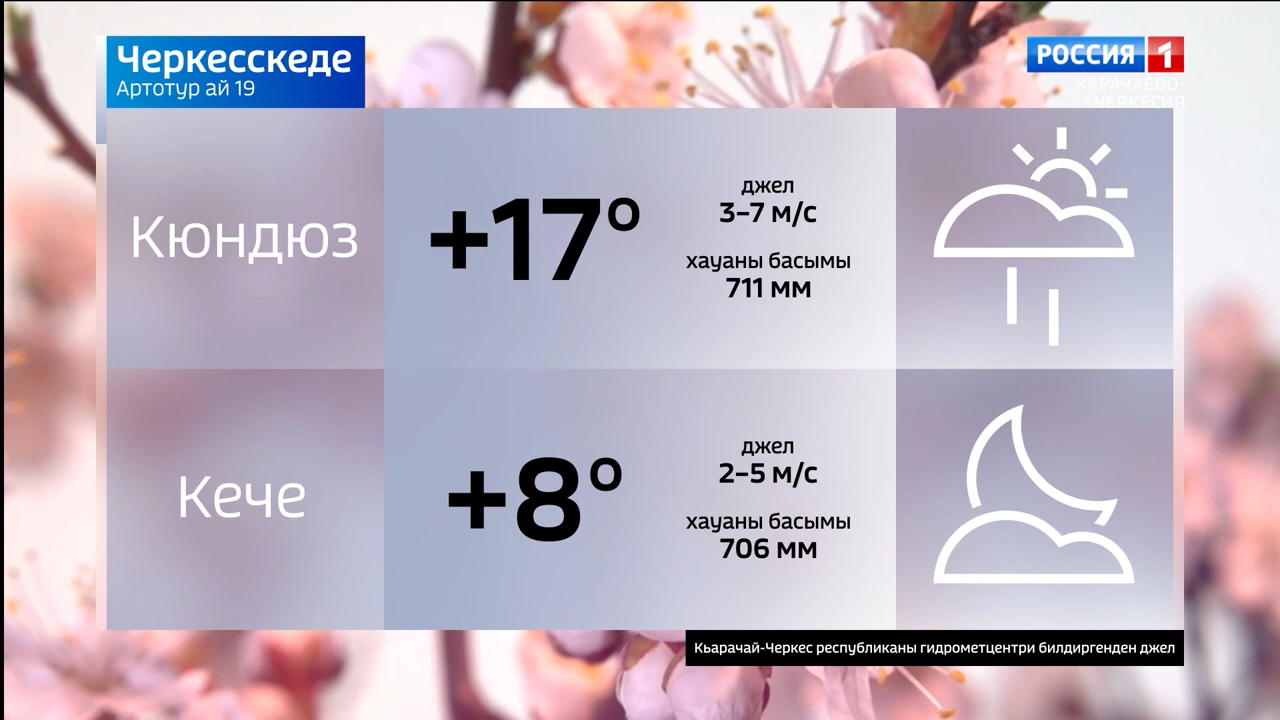 Черкесскеде
Артотур ай 19
РОССИЯ 1
КАРАЧАЕВО-
ЧЕРКЕСИЯ
Кюндюз
+17°
джел
3–7 м/с
хауаны басымы
711 мм
Кече
+8°
джел
2–5 м/с
хауаны басымы
706 мм
Кьарачай-Черкес республиканы гидрометцентри билдиргенден джел